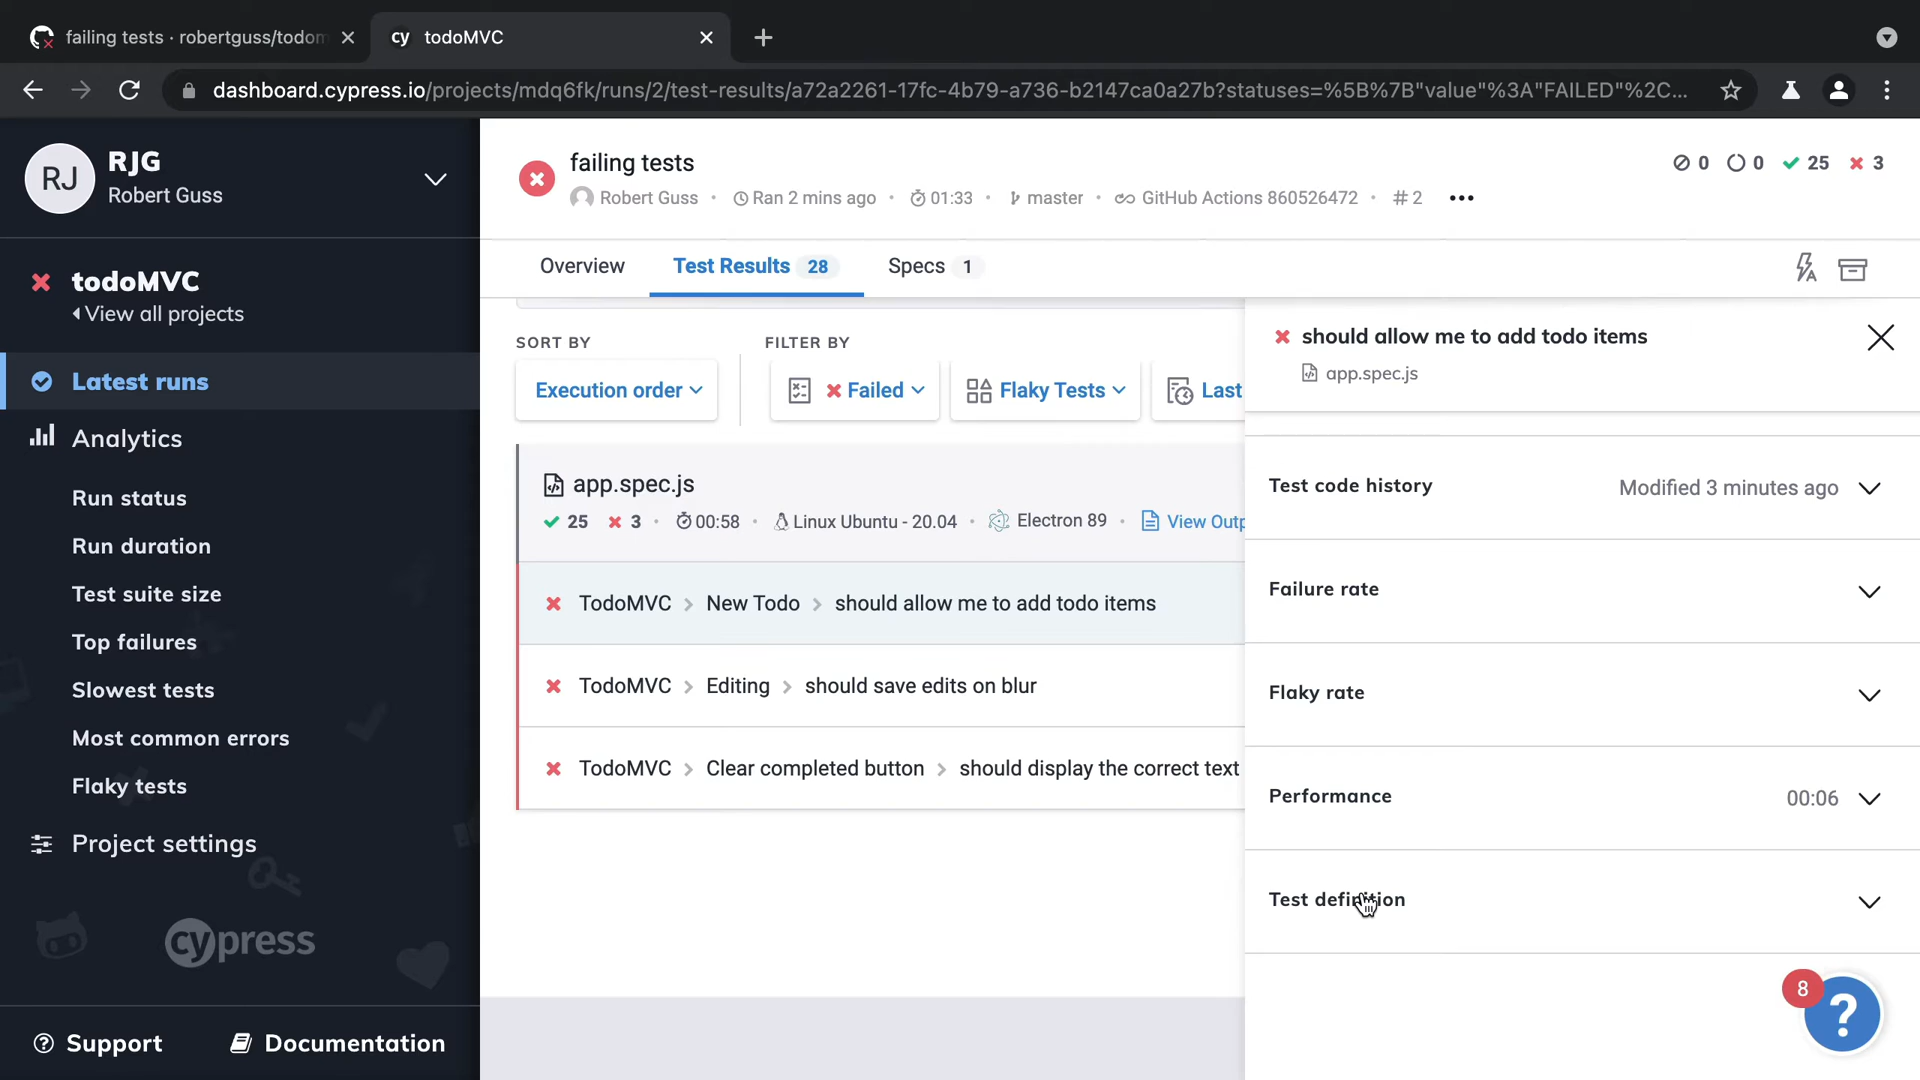 failing tests · robertguss/todom
cy todoMVC
dashboard.cypress.io/projects/mdq6fk/runs/2/test-results/a72a2261-17fc-4b79-a736-b2147ca0a27b?statuses=%5B%7B"value"%3A"FAILED"%2C...
RJ
RJG
Robert Guss
todoMVC
View all projects
Latest runs
Analytics
Run status
Run duration
Test suite size
Top failures
Slowest tests
Most common errors
Flaky tests
Project settings
cypress
Support
Documentation
failing tests
0 0 25 3
Robert Guss · Ran 2 mins ago · 01:33 · master · GitHub Actions 860526472 · # 2 •••
Overview Test Results 28 Specs 1
SORT BY
Execution order
FILTER BY
Failed
Flaky Tests
Last
app.spec.js
25 3 · 00:58 · Linux Ubuntu - 20.04 · Electron 89 · View Outp
TodoMVC > New Todo > should allow me to add todo items
TodoMVC > Editing > should save edits on blur
TodoMVC > Clear completed button > should display the correct text
should allow me to add todo items
app.spec.js
Test code history Modified 3 minutes ago
Failure rate
Flaky rate
Performance 00:06
Test definition
8
?